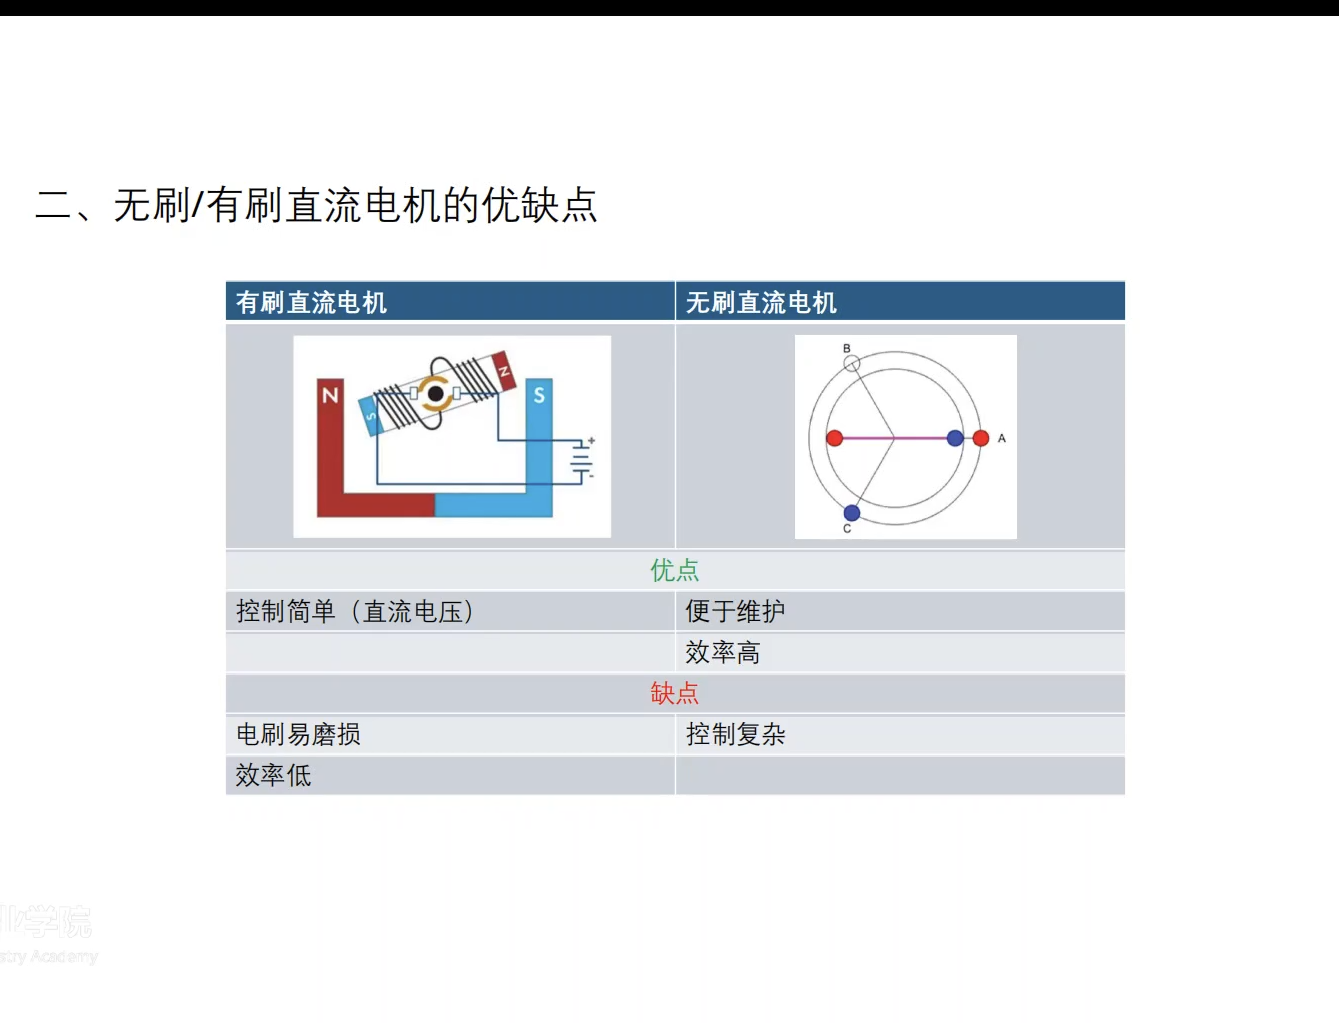 二、无刷/有刷直流电机的优缺点
有刷直流电机
无刷直流电机
N
S
N
S
+
-
B
A
C
优点
控制简单（直流电压）
便于维护
效率高
缺点
电刷易磨损
控制复杂
效率低
业学院
stry Academy